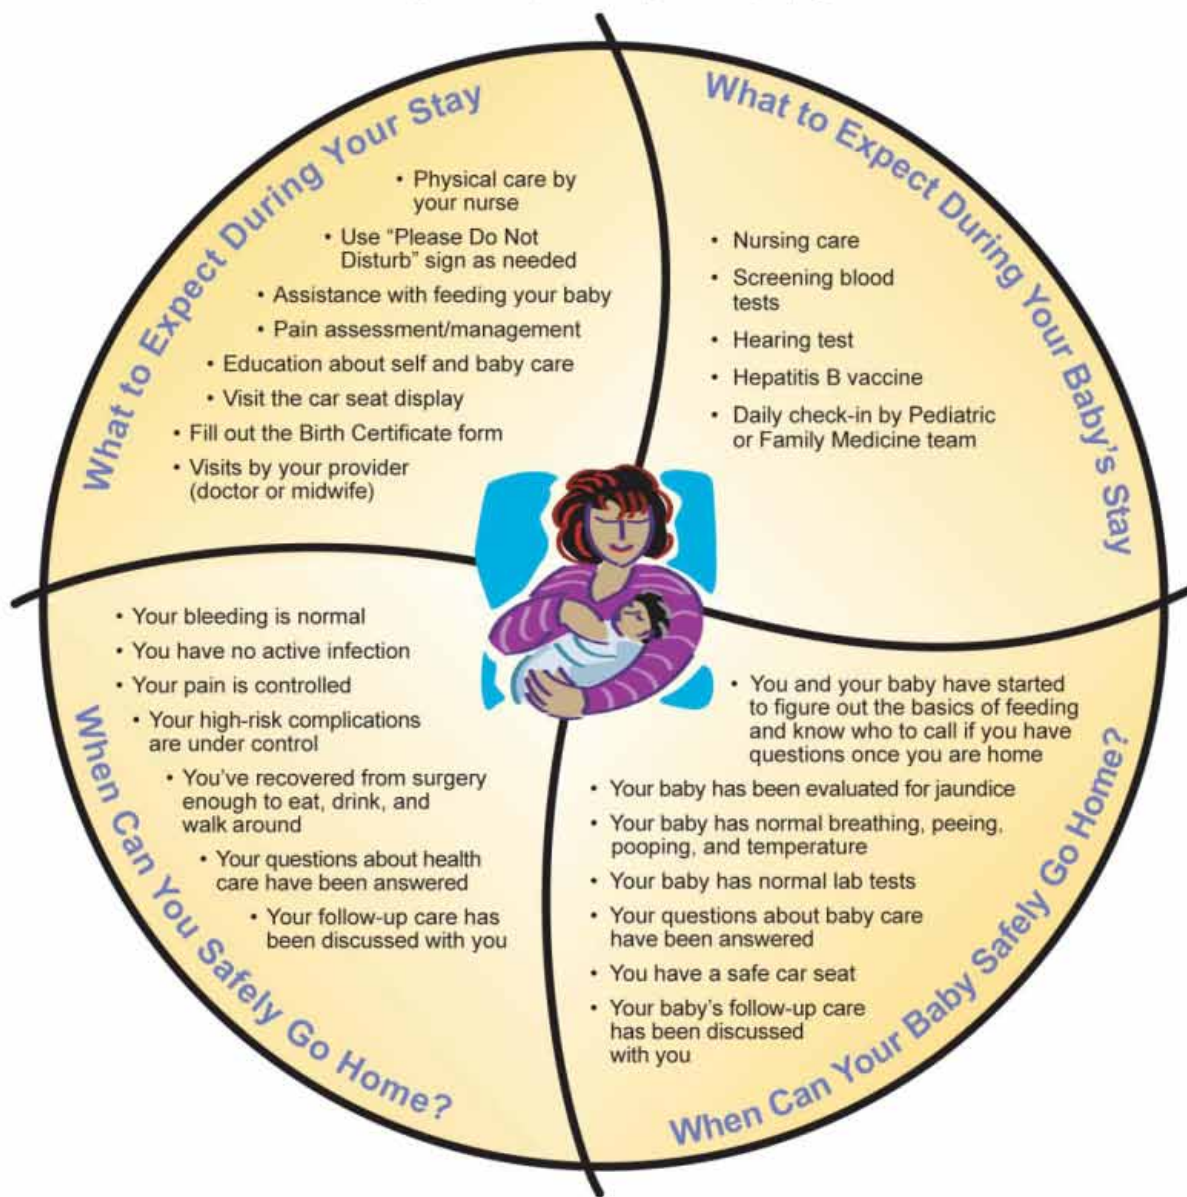 What to Expect During Your Stay
• Physical care by
your nurse
• Use “Please Do Not
Disturb” sign as needed
• Assistance with feeding your baby
• Pain assessment/management
• Education about self and baby care
• Visit the car seat display
• Fill out the Birth Certificate form
• Visits by your provider
(doctor or midwife)
What to Expect During Your Baby’s Stay
• Nursing care
• Screening blood
tests
• Hearing test
• Hepatitis B vaccine
• Daily check-in by Pediatric
or Family Medicine team
When Can You Safely Go Home?
• Your bleeding is normal
• You have no active infection
• Your pain is controlled
• Your high-risk complications
are under control
• You’ve recovered from surgery
enough to eat, drink, and
walk around
• Your questions about health
care have been answered
• Your follow-up care has
been discussed with you
When Can Your Baby Safely Go Home?
• You and your baby have started
to figure out the basics of feeding
and know who to call if you have
questions once you are home
• Your baby has been evaluated for jaundice
• Your baby has normal breathing, peeing,
pooping, and temperature
• Your baby has normal lab tests
• Your questions about baby care
have been answered
• You have a safe car seat
• Your baby’s follow-up care
has been discussed
with you